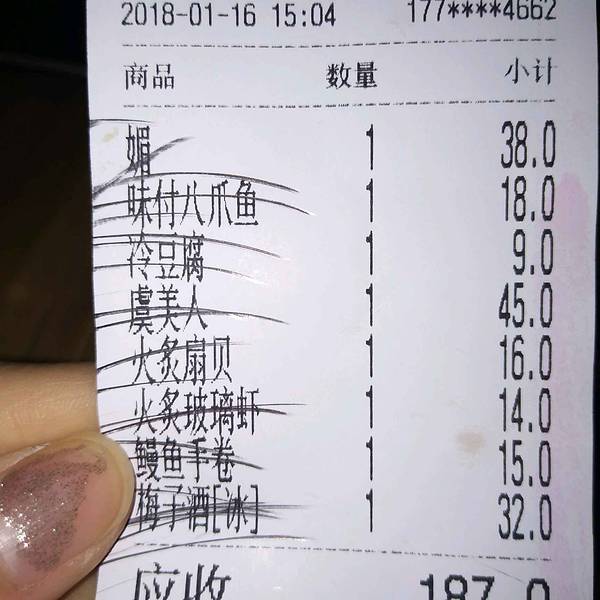 2018-01-16 15:04 177****4662
商品 数量 小计
媚 1 38.0
味付八爪鱼 1 18.0
冷豆腐 1 9.0
虞美人 1 45.0
火炙扇贝 1 16.0
火炙玻璃虾 1 14.0
鳗鱼手卷 1 15.0
梅子酒[冰] 1 32.0
应收 187.0